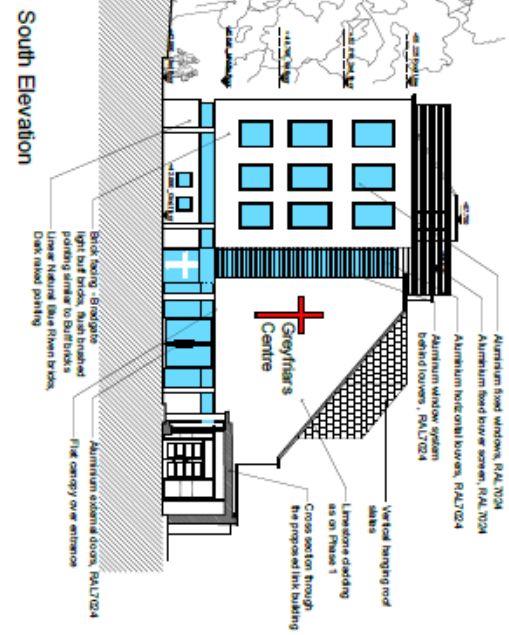 South Elevation
Aluminium fixed windows, RAL7024
Aluminium fixed louver screen, RAL7024
Aluminium horizontal louvers, RAL7024
Aluminium window system
behind louvers, RAL7024
Vertical hanging roof
slates
Limestone cladding
as on Phase 1
Cross section through
the proposed link building
Greyfriars
Centre
Brick facing - Bradgate
light buff bricks, flush brushed
pointing similar to Buff bricks
Linear Natural Blue Riven bricks,
Dark raked pointing
Aluminium external doors, RAL7024
Flat canopy over entrance